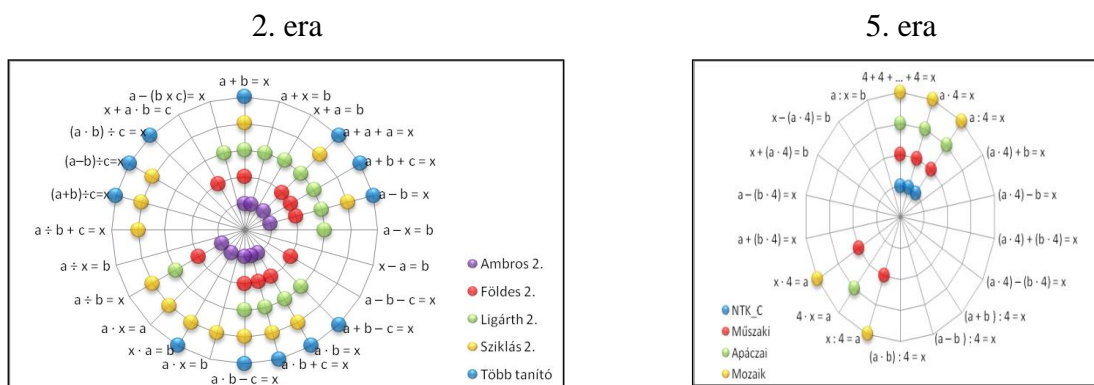 2. era
5. era
a + b = x
a + x = b
x + a = b
a + a + a = x
a + b + c = x
a – b = x
a – x = b
x – a = b
a – b – c = x
a + b – c = x
a · b = x
a · b + c = x
a · b – c = x
a · x = b
x · a = b
a · x = a
a ÷ b = x
a ÷ x = b
a ÷ b + c = x
(a+b)÷c=x
(a–b)÷c=x
(a · b) ÷ c = x
x + a · b = c
a – (b x c)= x
Ambros 2.
Földes 2.
Ligárth 2.
Sziklás 2.
Több tanító
4 + 4 + ... + 4 = x
a · 4 = x
a : 4 = x
(a · 4) + b = x
(a · 4) – b = x
(a · 4) + (b · 4) = x
(a · 4) – (b · 4) = x
(a + b ) : 4 = x
(a – b ) : 4 = x
(a · b) : 4 = x
x : 4 = a
4 · x = a
x · 4 = a
a + (b · 4) = x
a – (b · 4) = x
x + (a · 4) = b
x – (a · 4) = b
a : x = b
NTK_C
Műszaki
Apáczai
Mozaik